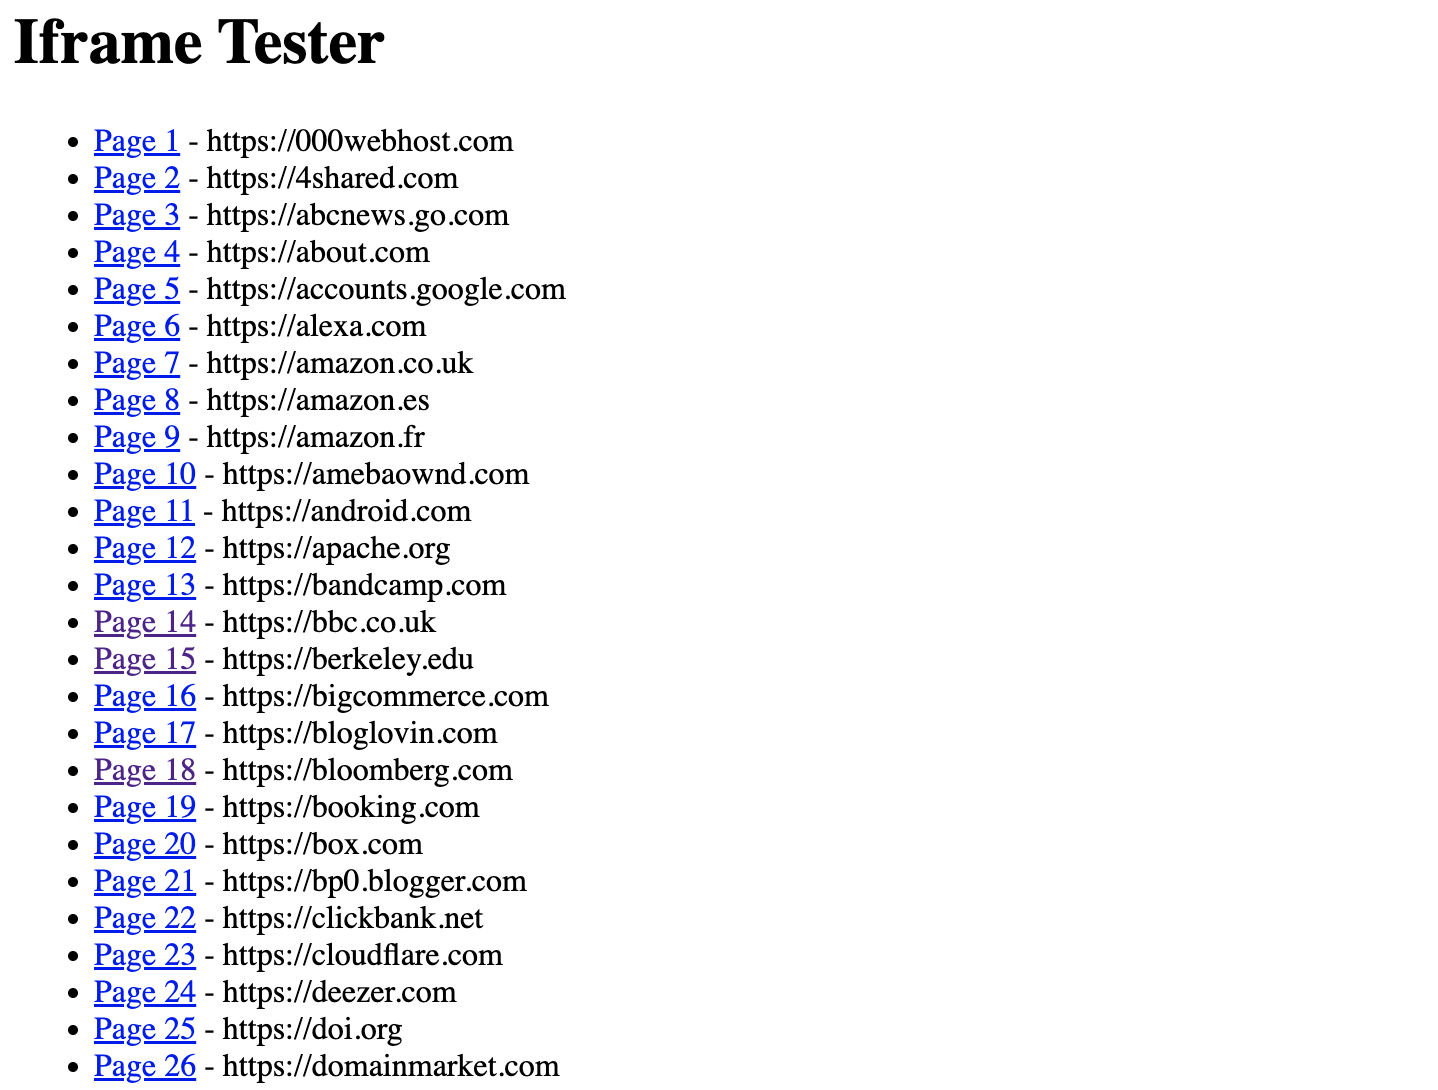 Iframe Tester
Page 1 - https://000webhost.com
Page 2 - https://4shared.com
Page 3 - https://abcnews.go.com
Page 4 - https://about.com
Page 5 - https://accounts.google.com
Page 6 - https://alexa.com
Page 7 - https://amazon.co.uk
Page 8 - https://amazon.es
Page 9 - https://amazon.fr
Page 10 - https://amebaownd.com
Page 11 - https://android.com
Page 12 - https://apache.org
Page 13 - https://bandcamp.com
Page 14 - https://bbc.co.uk
Page 15 - https://berkeley.edu
Page 16 - https://bigcommerce.com
Page 17 - https://bloglovin.com
Page 18 - https://bloomberg.com
Page 19 - https://booking.com
Page 20 - https://box.com
Page 21 - https://bp0.blogger.com
Page 22 - https://clickbank.net
Page 23 - https://cloudflare.com
Page 24 - https://deezer.com
Page 25 - https://doi.org
Page 26 - https://domainmarket.com